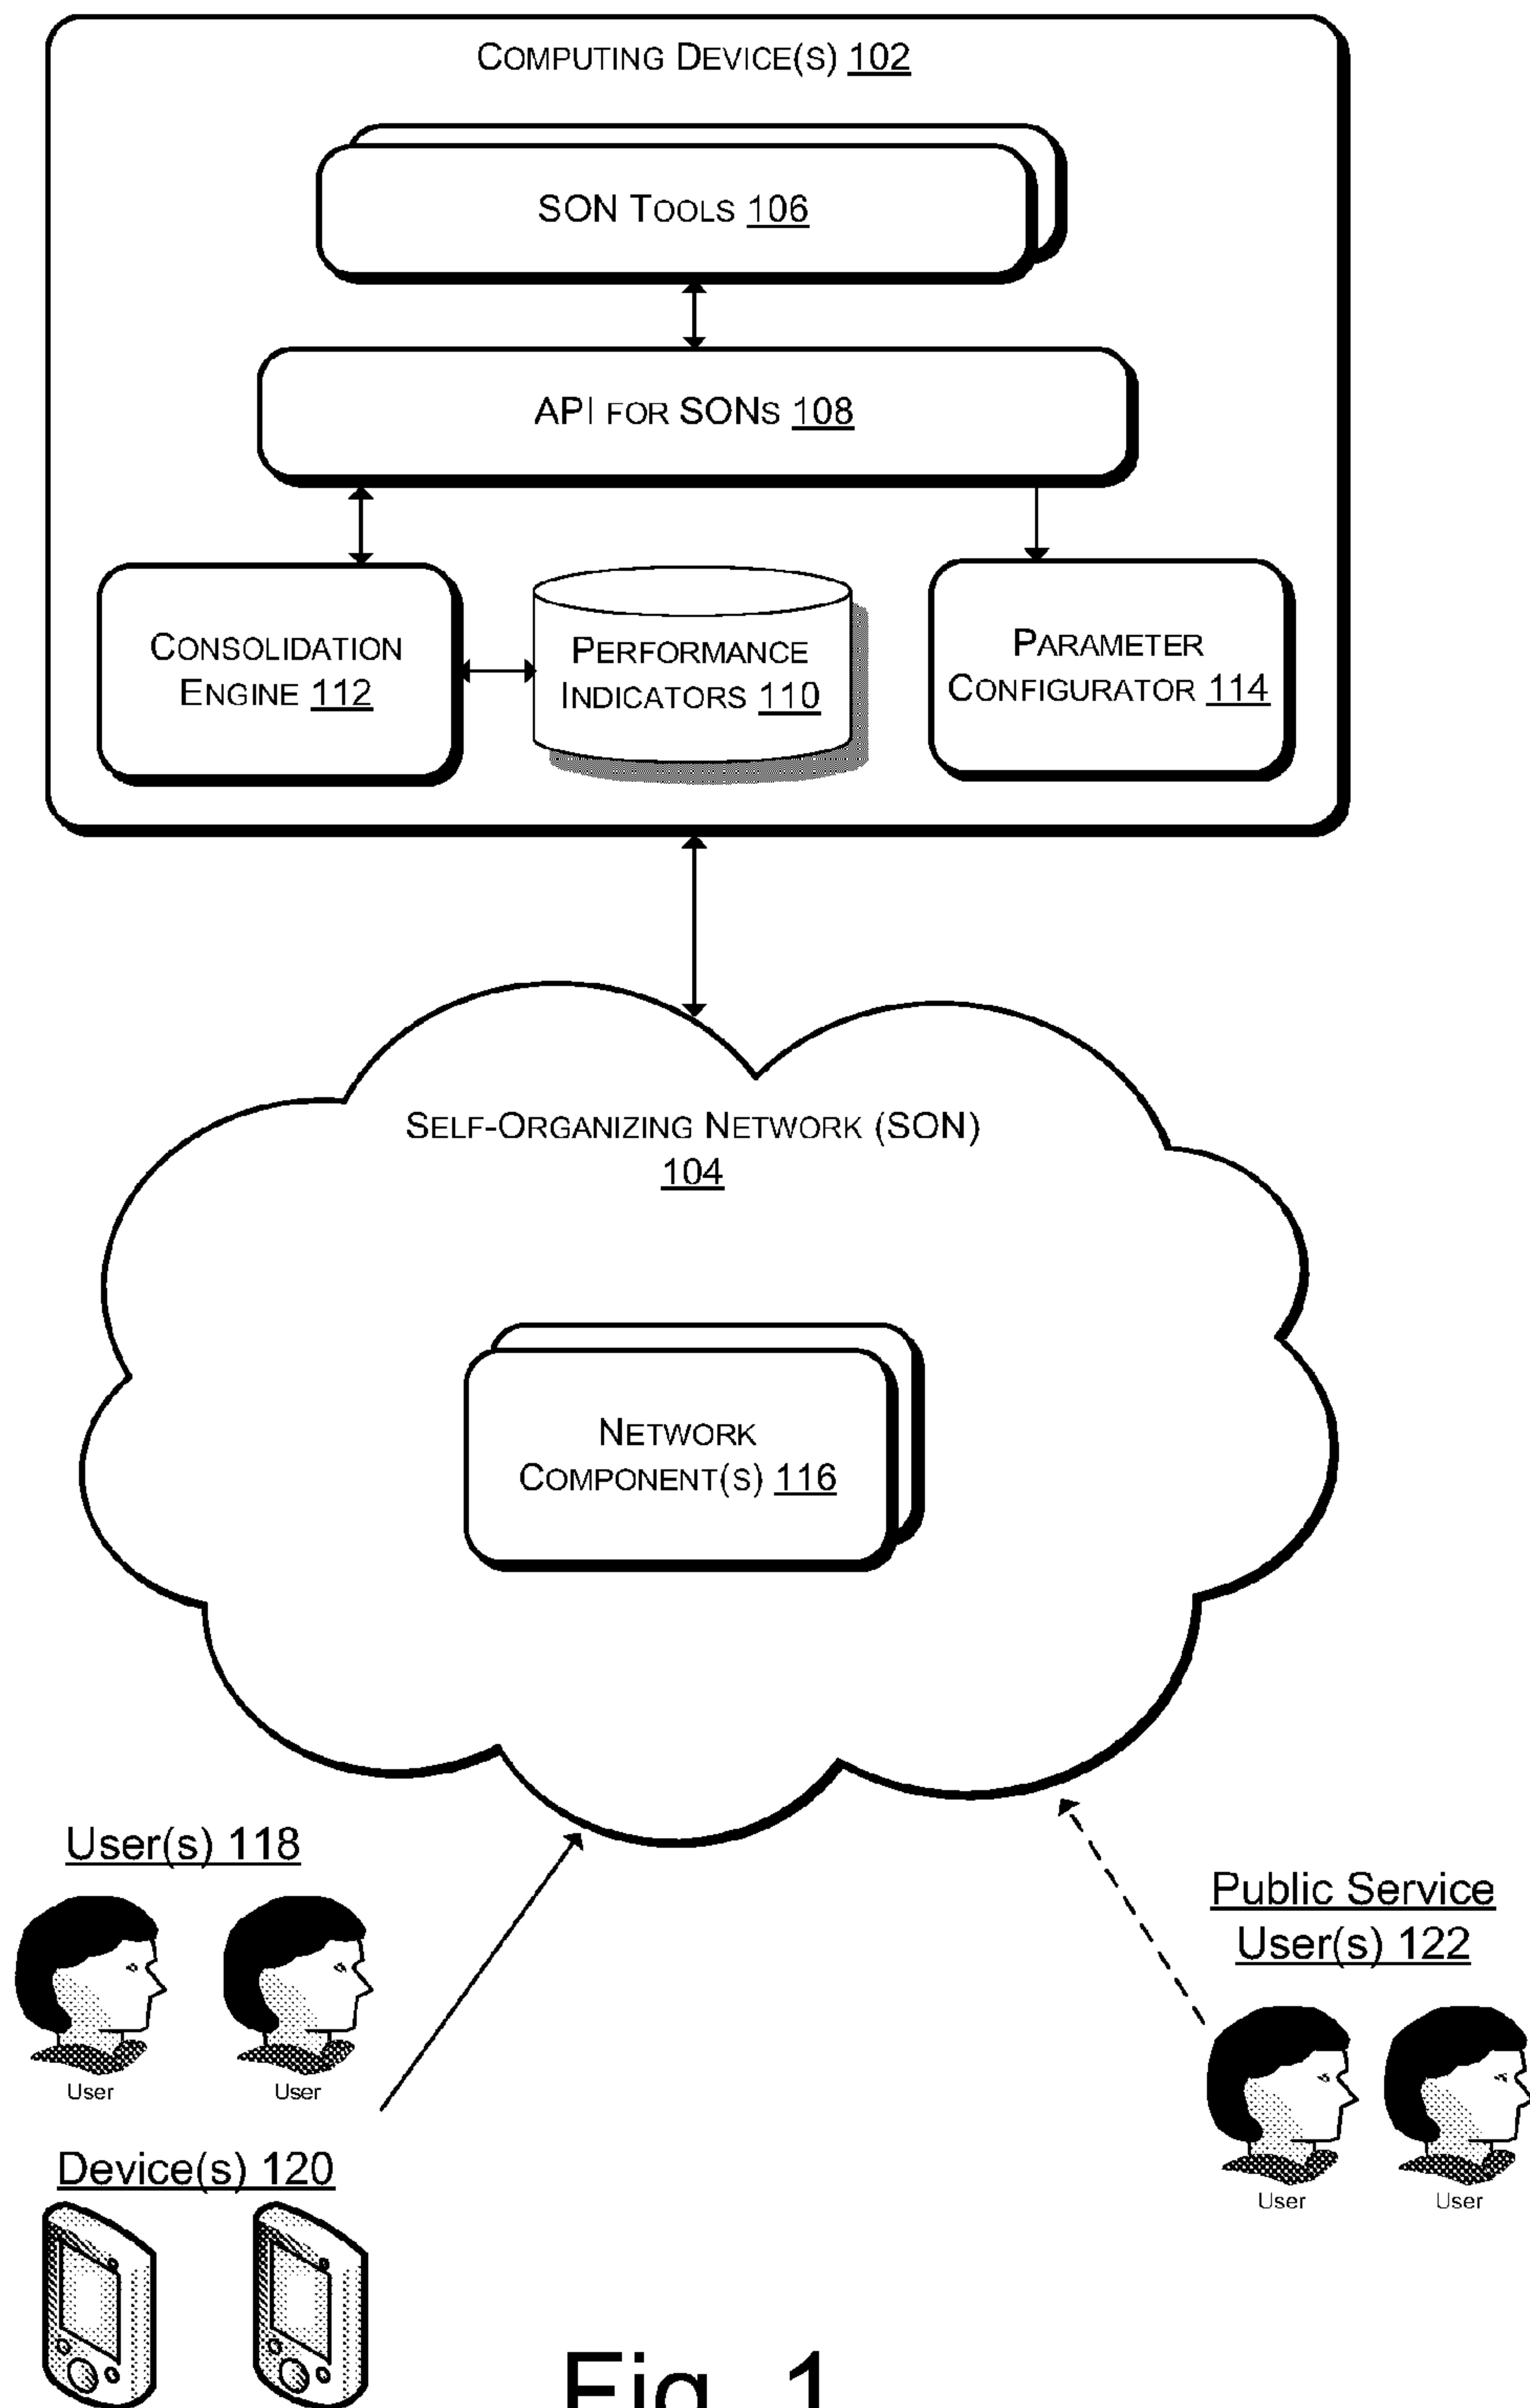 COMPUTING DEVICE(S) 102
SON TOOLS 106
API FOR SONS 108
CONSOLIDATION
ENGINE 112
PERFORMANCE
INDICATORS 110
PARAMETER
CONFIGURATOR 114
SELF-ORGANIZING NETWORK (SON)
104
NETWORK
COMPONENT(S) 116
User(s) 118
User
User
Device(s) 120
Public Service
User(s) 122
User
User
Fig. 1